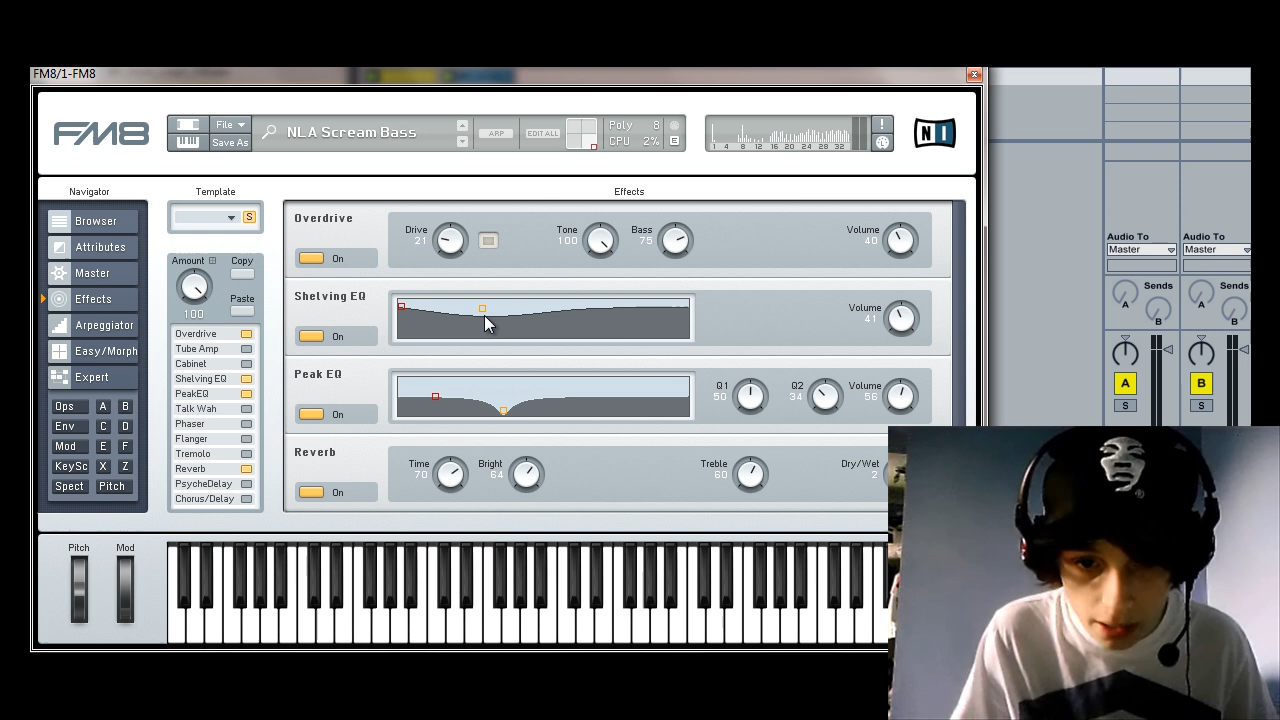 FM8/1-FM8
FM8
File
Save As
NLA Scream Bass
ARP
EDIT ALL
Poly 8
CPU 2%
E
1 4 8 12 16 20 24 28 32
!
NI
Navigator
Template
Effects
Browser
Attributes
Master
Effects
Arpeggiator
Easy/Morph
Expert
Ops A B
Env C D
Mod E F
KeySc X Z
Spect Pitch
S
Amount
100
Copy
Paste
Overdrive
Tube Amp
Cabinet
Shelving EQ
PeakEQ
Talk Wah
Phaser
Flanger
Tremolo
Reverb
PsycheDelay
Chorus/Delay
Overdrive
On
Drive
21
Tone
100
Bass
75
Volume
40
Shelving EQ
On
Volume
41
Peak EQ
On
Q1
50
Q2
34
Volume
56
Reverb
On
Time
70
Bright
64
Treble
60
Dry/Wet
2
Pitch
Mod
Audio To
Master
Sends
A
B
A
S
Audio To
Master
Sends
A
B
B
S